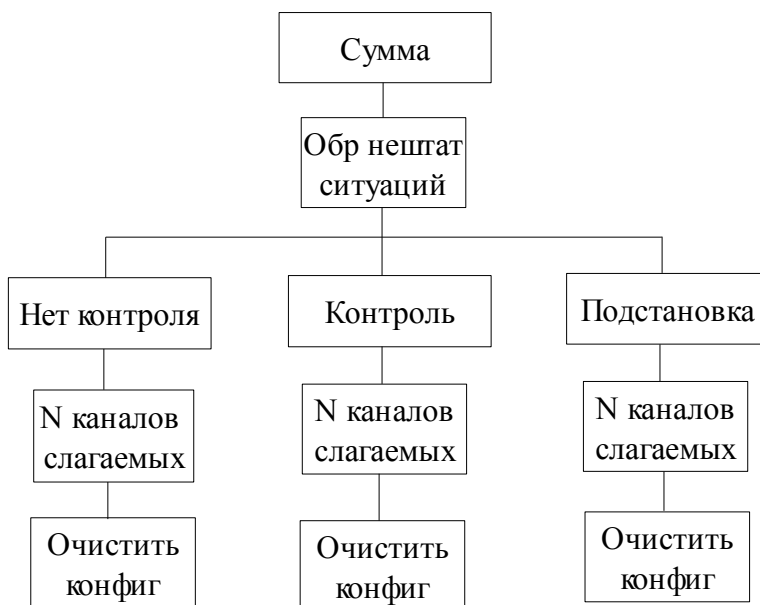 Сумма
Обр нештат
ситуаций
Нет контроля
Контроль
Подстановка
N каналов
слагаемых
N каналов
слагаемых
N каналов
слагаемых
Очистить
конфиг
Очистить
конфиг
Очистить
конфиг